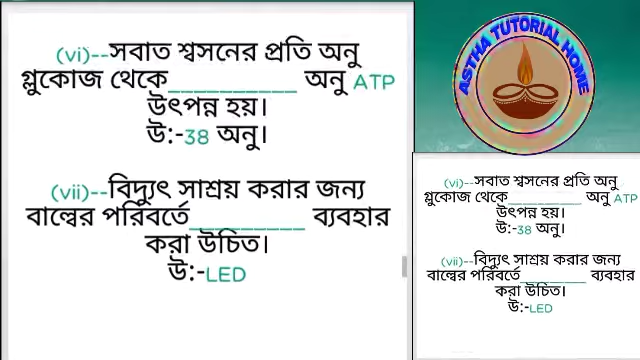 (vi)--সবাত শ্বসনের প্রতি অনু
গ্লুকোজ থেকে__________ অনু ATP
উৎপন্ন হয়।
উ:-38 অনু।
(vii)--বিদ্যুৎ সাশ্রয় করার জন্য
বাল্বের পরিবর্তে_________ ব্যবহার
করা উচিত।
উ:-LED
ASTHA TUTORIAL HOME
(vi)--সবাত শ্বসনের প্রতি অনু
গ্লুকোজ থেকে__________ অনু ATP
উৎপন্ন হয়।
উ:-38 অনু।
(vii)--বিদ্যুৎ সাশ্রয় করার জন্য
বাল্বের পরিবর্তে_________ ব্যবহার
করা উচিত।
উ:-LED